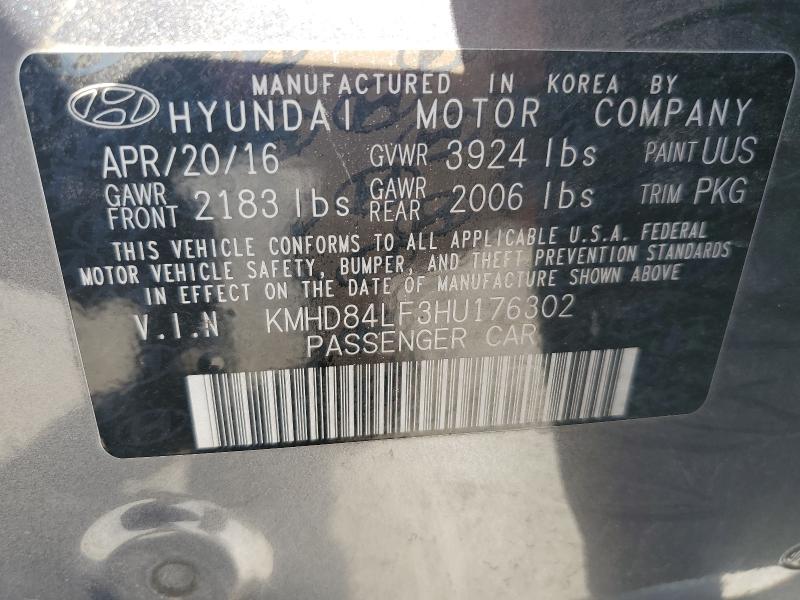 MANUFACTURED IN KOREA BY
HYUNDAI MOTOR COMPANY
APR/20/16 GVWR 3924 lbs PAINT UUS
GAWR FRONT 2183 lbs GAWR REAR 2006 lbs TRIM PKG
THIS VEHICLE CONFORMS TO ALL APPLICABLE U.S.A. FEDERAL
MOTOR VEHICLE SAFETY, BUMPER, AND THEFT PREVENTION STANDARDS
IN EFFECT ON THE DATE OF MANUFACTURE SHOWN ABOVE
V.I.N KMHD84LF3HU176302
PASSENGER CAR